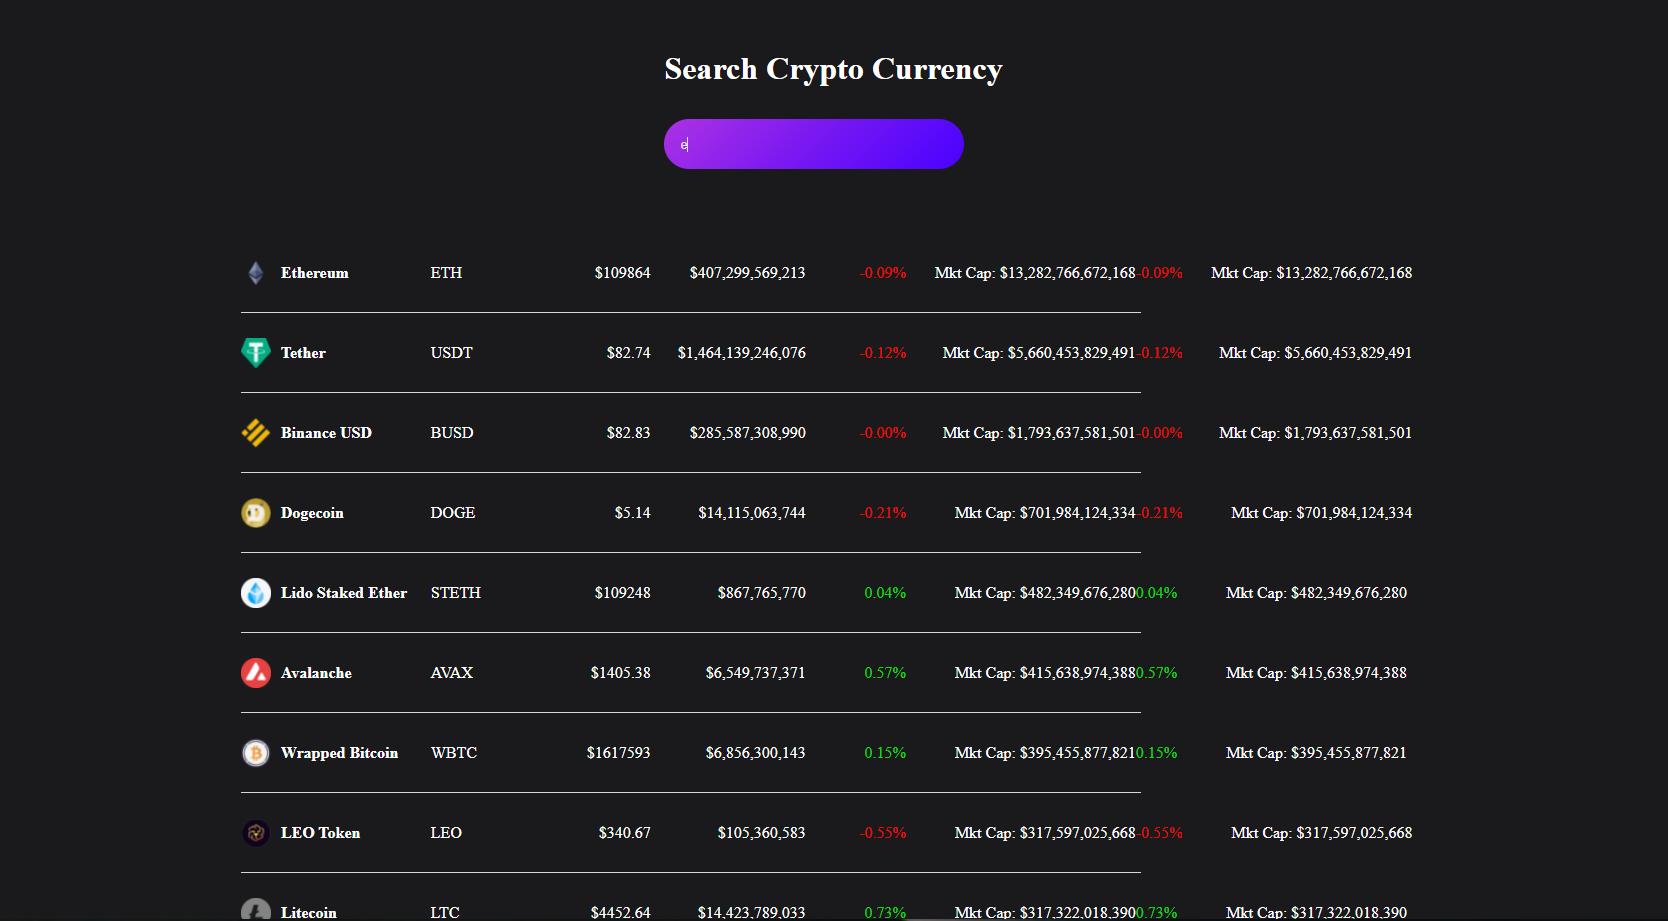 Search Crypto Currency
e
Ethereum ETH $109864 $407,299,569,213 -0.09% Mkt Cap: $13,282,766,672,168-0.09% Mkt Cap: $13,282,766,672,168
Tether USDT $82.74 $1,464,139,246,076 -0.12% Mkt Cap: $5,660,453,829,491-0.12% Mkt Cap: $5,660,453,829,491
Binance USD BUSD $82.83 $285,587,308,990 -0.00% Mkt Cap: $1,793,637,581,501-0.00% Mkt Cap: $1,793,637,581,501
Dogecoin DOGE $5.14 $14,115,063,744 -0.21% Mkt Cap: $701,984,124,334-0.21% Mkt Cap: $701,984,124,334
Lido Staked Ether STETH $109248 $867,765,770 0.04% Mkt Cap: $482,349,676,2800.04% Mkt Cap: $482,349,676,280
Avalanche AVAX $1405.38 $6,549,737,371 0.57% Mkt Cap: $415,638,974,3880.57% Mkt Cap: $415,638,974,388
Wrapped Bitcoin WBTC $1617593 $6,856,300,143 0.15% Mkt Cap: $395,455,877,8210.15% Mkt Cap: $395,455,877,821
LEO Token LEO $340.67 $105,360,583 -0.55% Mkt Cap: $317,597,025,668-0.55% Mkt Cap: $317,597,025,668
Litecoin LTC $4452.64 $14,423,789,033 0.73% Mkt Cap: $317,322,018,3900.73% Mkt Cap: $317,322,018,390